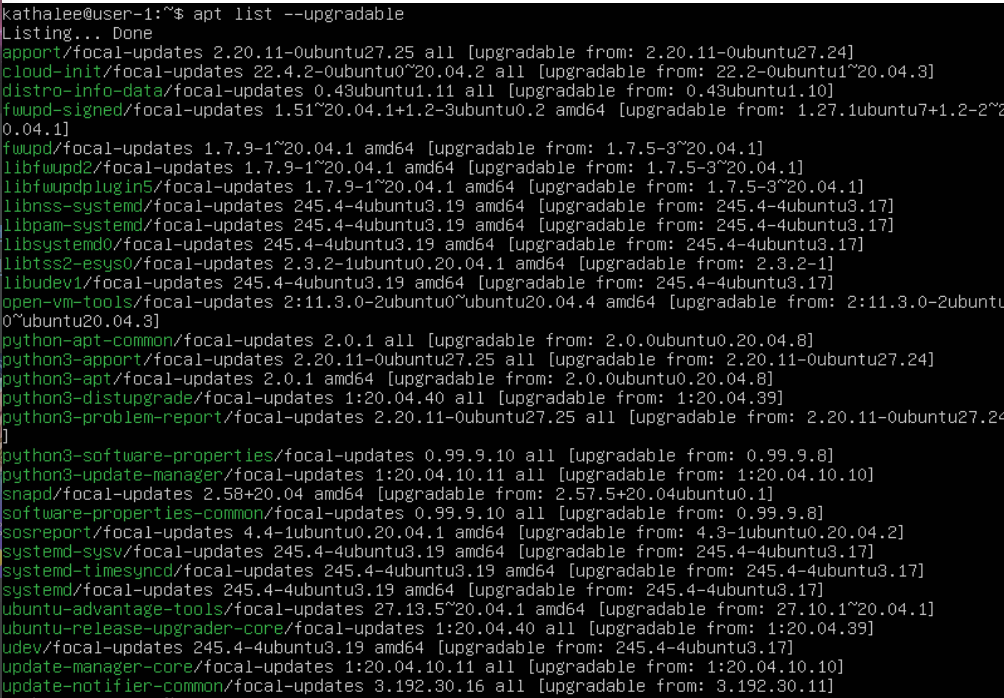 kathalee@user-1:~$ apt list --upgradable
Listing... Done
apport/focal-updates 2.20.11-0ubuntu27.25 all [upgradable from: 2.20.11-0ubuntu27.24]
cloud-init/focal-updates 22.4.2-0ubuntu0~20.04.2 all [upgradable from: 22.2-0ubuntu1~20.04.3]
distro-info-data/focal-updates 0.43ubuntu1.11 all [upgradable from: 0.43ubuntu1.10]
fwupd-signed/focal-updates 1.51~20.04.1+1.2-3ubuntu0.2 amd64 [upgradable from: 1.27.1ubuntu7+1.2-2~2
0.04.1]
fwupd/focal-updates 1.7.9-1~20.04.1 amd64 [upgradable from: 1.7.5-3~20.04.1]
libfwupd2/focal-updates 1.7.9-1~20.04.1 amd64 [upgradable from: 1.7.5-3~20.04.1]
libfwupdplugin5/focal-updates 1.7.9-1~20.04.1 amd64 [upgradable from: 1.7.5-3~20.04.1]
libnss-systemd/focal-updates 245.4-4ubuntu3.19 amd64 [upgradable from: 245.4-4ubuntu3.17]
libpam-systemd/focal-updates 245.4-4ubuntu3.19 amd64 [upgradable from: 245.4-4ubuntu3.17]
libsystemd0/focal-updates 245.4-4ubuntu3.19 amd64 [upgradable from: 245.4-4ubuntu3.17]
libtss2-esys0/focal-updates 2.3.2-1ubuntu0.20.04.1 amd64 [upgradable from: 2.3.2-1]
libudev1/focal-updates 245.4-4ubuntu3.19 amd64 [upgradable from: 245.4-4ubuntu3.17]
open-vm-tools/focal-updates 2:11.3.0-2ubuntu0~ubuntu20.04.4 amd64 [upgradable from: 2:11.3.0-2ubuntu
0~ubuntu20.04.3]
python-apt-common/focal-updates 2.0.1 all [upgradable from: 2.0.0ubuntu0.20.04.8]
python3-apport/focal-updates 2.20.11-0ubuntu27.25 all [upgradable from: 2.20.11-0ubuntu27.24]
python3-apt/focal-updates 2.0.1 amd64 [upgradable from: 2.0.0ubuntu0.20.04.8]
python3-distupgrade/focal-updates 1:20.04.40 all [upgradable from: 1:20.04.39]
python3-problem-report/focal-updates 2.20.11-0ubuntu27.25 all [upgradable from: 2.20.11-0ubuntu27.24
]
python3-software-properties/focal-updates 0.99.9.10 all [upgradable from: 0.99.9.8]
python3-update-manager/focal-updates 1:20.04.10.11 all [upgradable from: 1:20.04.10.10]
snapd/focal-updates 2.58+20.04 amd64 [upgradable from: 2.57.5+20.04ubuntu0.1]
software-properties-common/focal-updates 0.99.9.10 all [upgradable from: 0.99.9.8]
sosreport/focal-updates 4.4-1ubuntu0.20.04.1 amd64 [upgradable from: 4.3-1ubuntu0.20.04.2]
systemd-sysv/focal-updates 245.4-4ubuntu3.19 amd64 [upgradable from: 245.4-4ubuntu3.17]
systemd-timesyncd/focal-updates 245.4-4ubuntu3.19 amd64 [upgradable from: 245.4-4ubuntu3.17]
systemd/focal-updates 245.4-4ubuntu3.19 amd64 [upgradable from: 245.4-4ubuntu3.17]
ubuntu-advantage-tools/focal-updates 27.13.5~20.04.1 amd64 [upgradable from: 27.10.1~20.04.1]
ubuntu-release-upgrader-core/focal-updates 1:20.04.40 all [upgradable from: 1:20.04.39]
udev/focal-updates 245.4-4ubuntu3.19 amd64 [upgradable from: 245.4-4ubuntu3.17]
update-manager-core/focal-updates 1:20.04.10.11 all [upgradable from: 1:20.04.10.10]
update-notifier-common/focal-updates 3.192.30.16 all [upgradable from: 3.192.30.11]